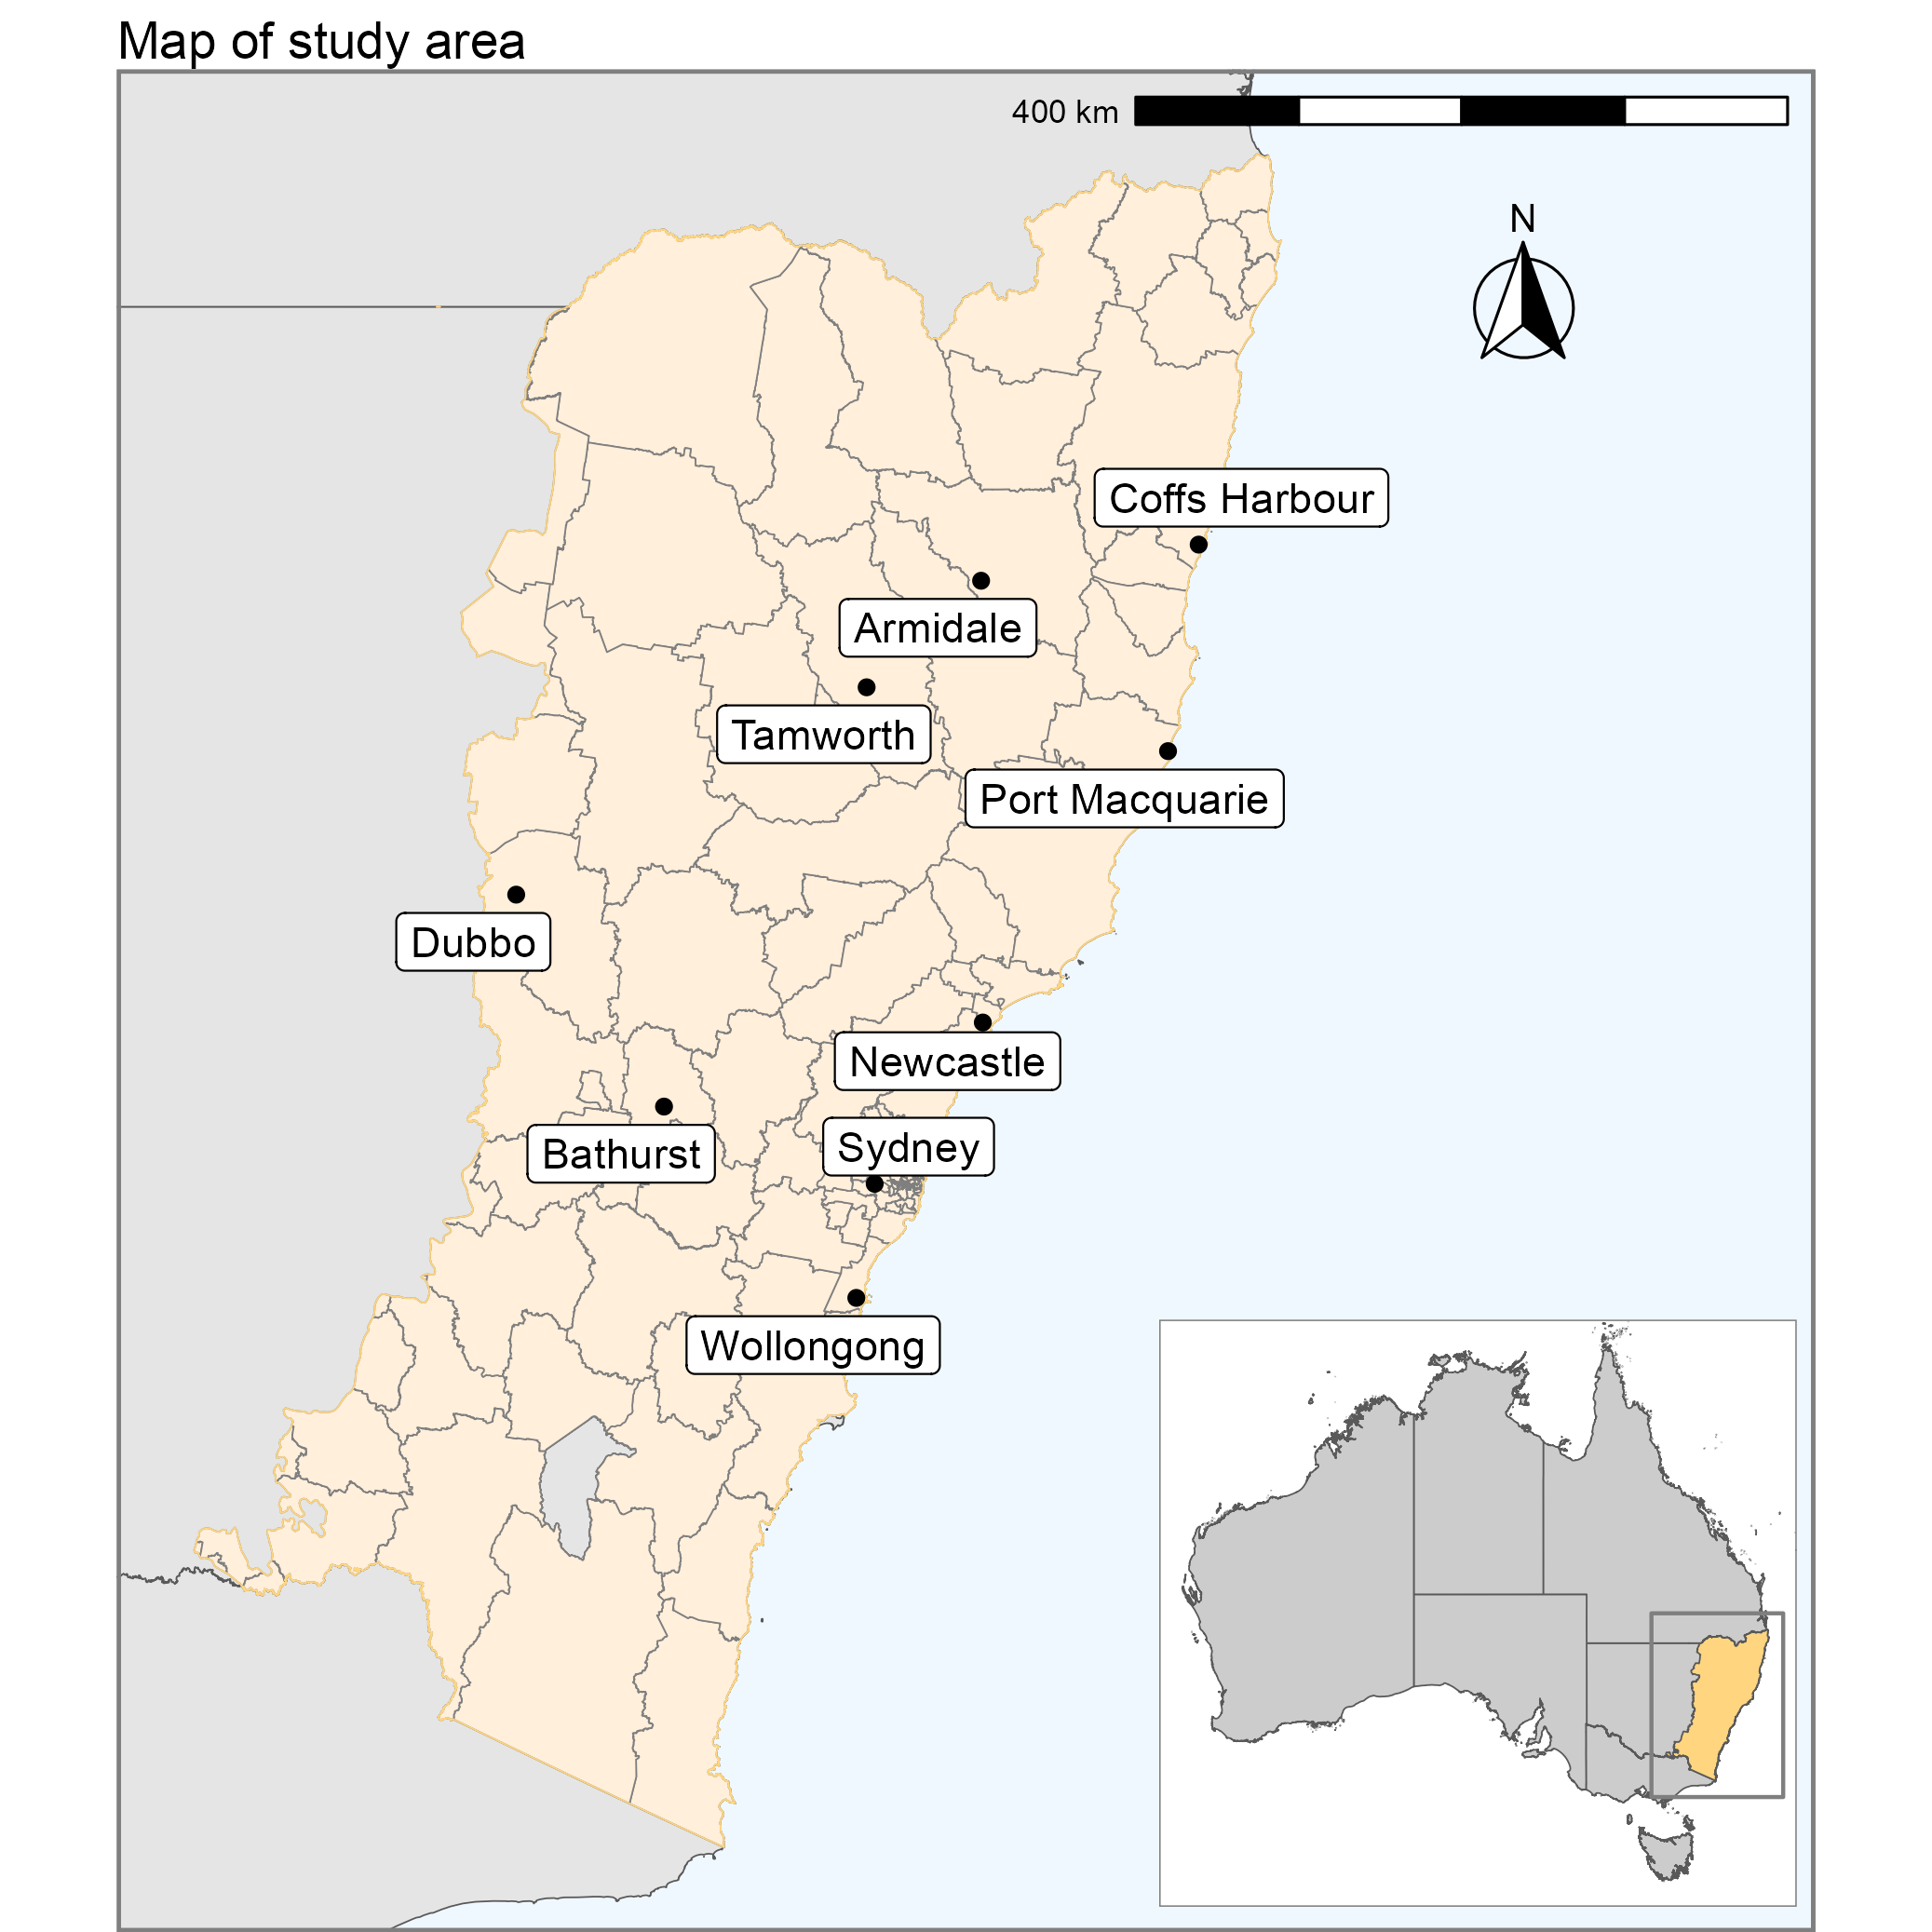 Map of study area
400 km
N
Coffs Harbour
Armidale
Tamworth
Port Macquarie
Dubbo
Newcastle
Sydney
Bathurst
Wollongong